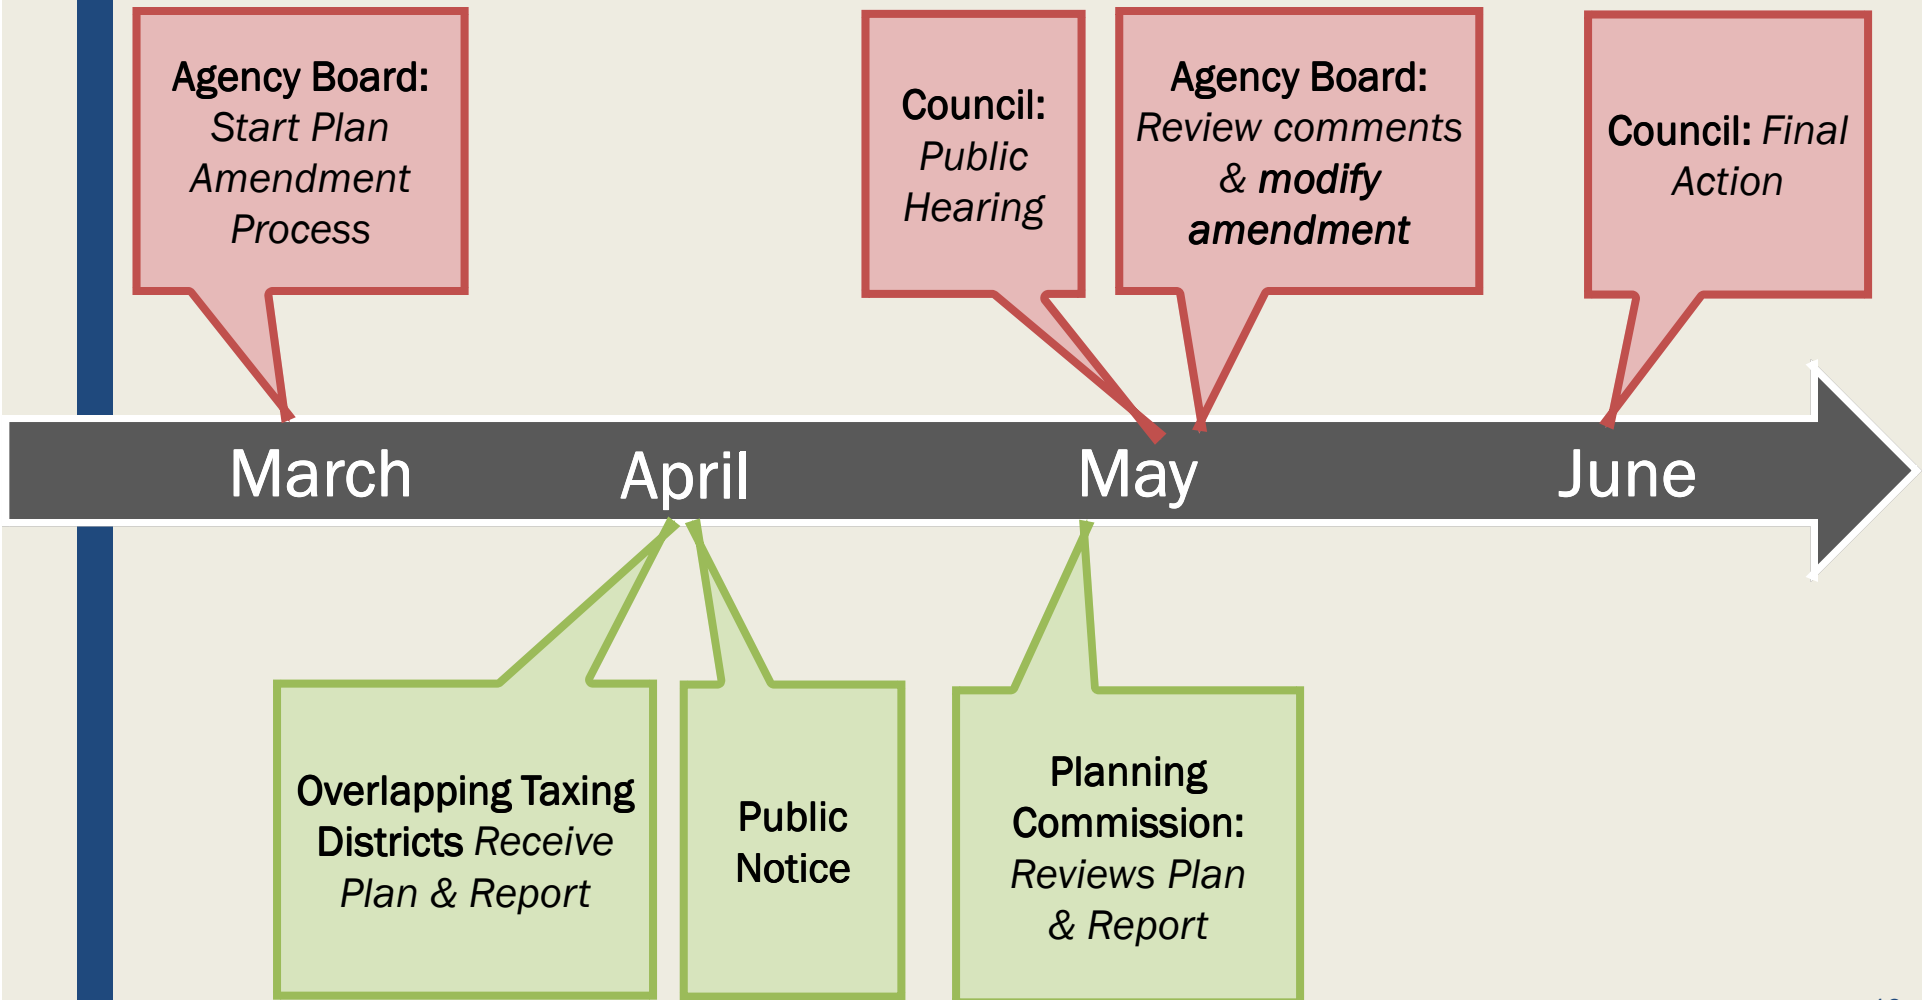 Agency Board:
Start Plan
Amendment
Process
Council:
Public
Hearing
Agency Board:
Review comments
& modify
amendment
Council: Final
Action
March
April
May
June
Overlapping Taxing
Districts Receive
Plan & Report
Public
Notice
Planning
Commission:
Reviews Plan
& Report